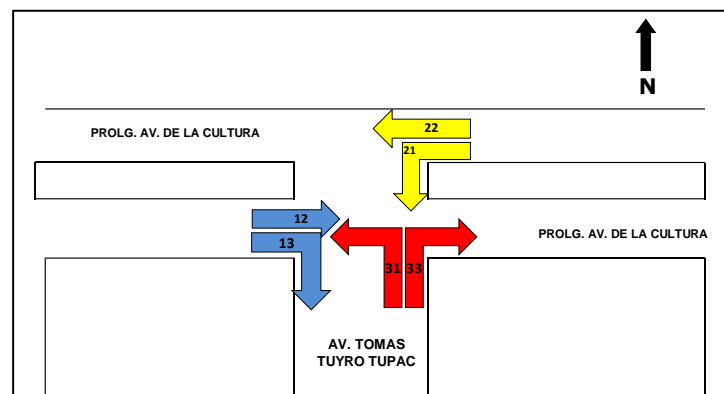 N
PROLG. AV. DE LA CULTURA
22
21
12
13
PROLG. AV. DE LA CULTURA
31
33
AV. TOMAS
TUYRO TUPAC